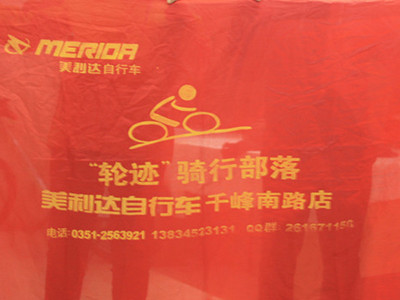 MERIDA
美利达自行车
“轮迹”骑行部落
美利达自行车千峰南路店
电话:0351-2563921 13834523131 QQ群: